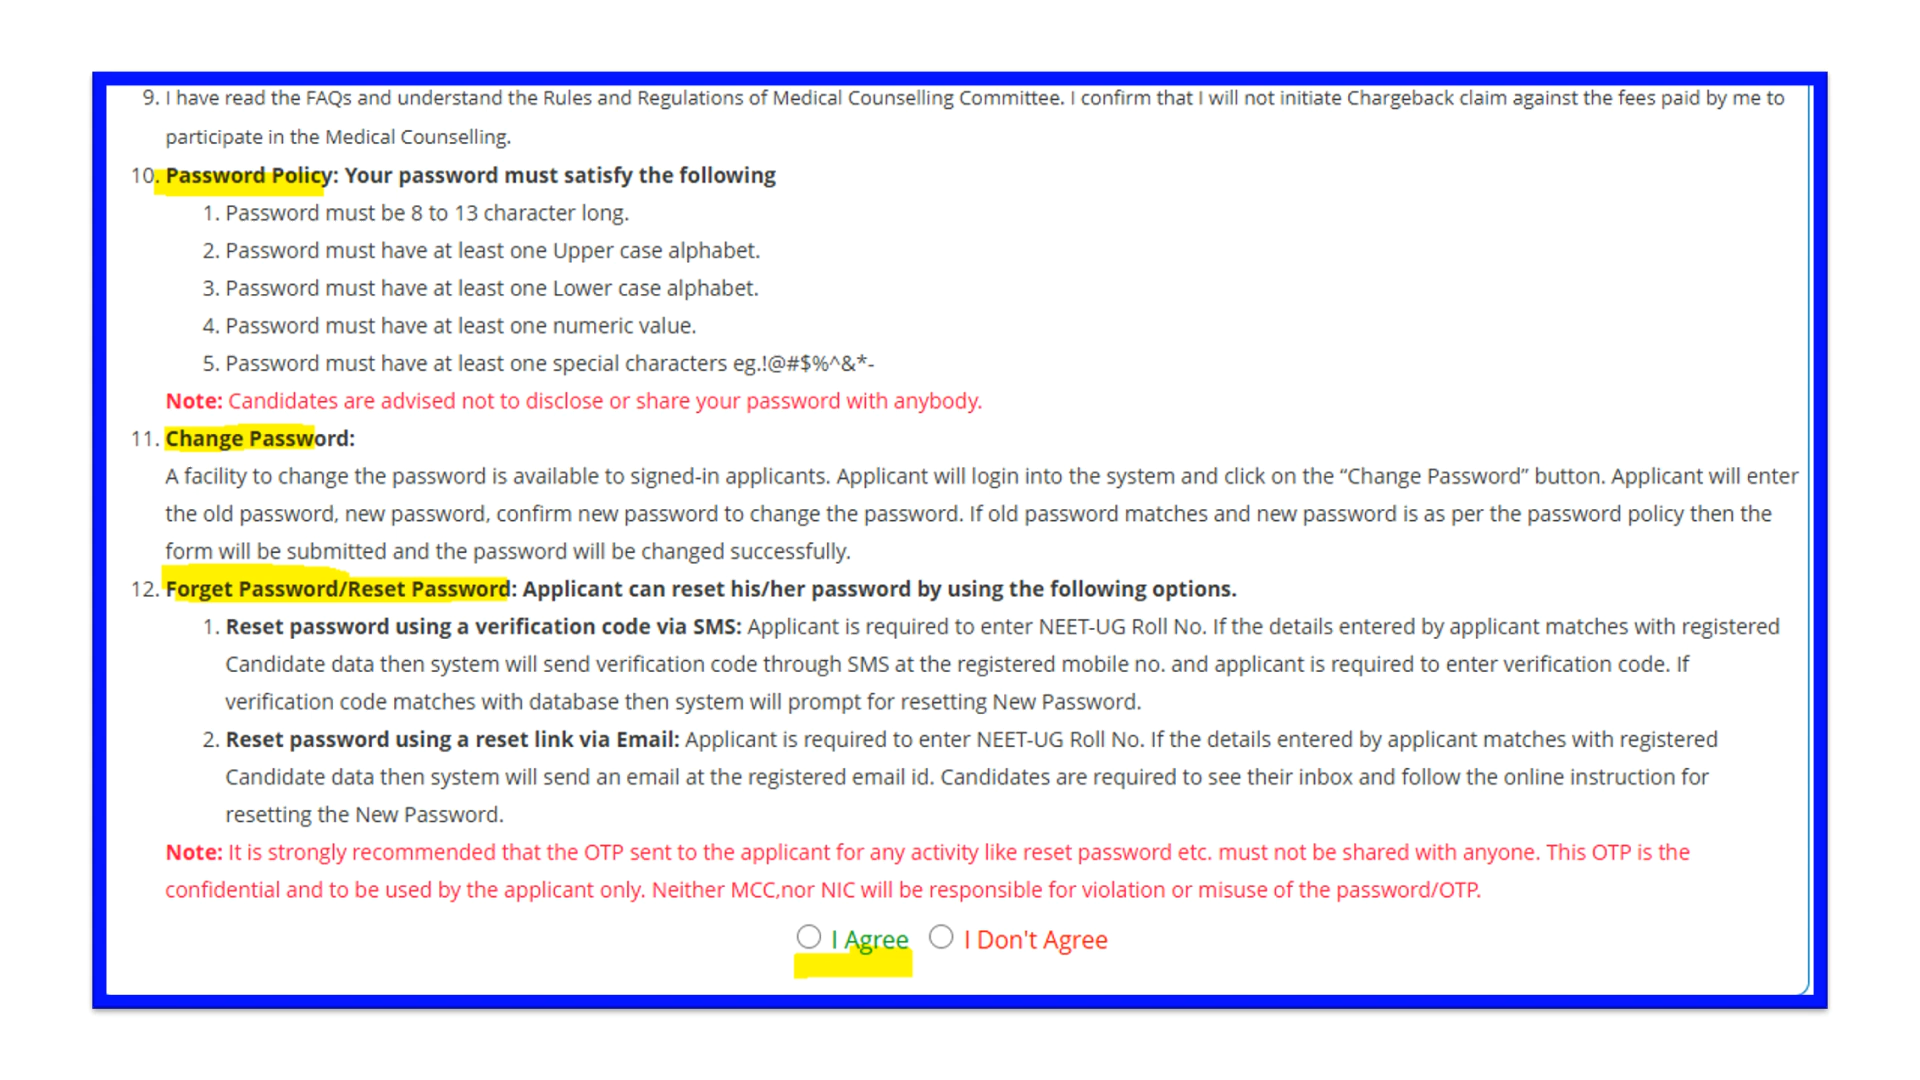 9. I have read the FAQs and understand the Rules and Regulations of Medical Counselling Committee. I confirm that I will not initiate Chargeback claim against the fees paid by me to
participate in the Medical Counselling.
10. Password Policy: Your password must satisfy the following
1. Password must be 8 to 13 character long.
2. Password must have at least one Upper case alphabet.
3. Password must have at least one Lower case alphabet.
4. Password must have at least one numeric value.
5. Password must have at least one special characters eg.!@#$%^&*-
Note: Candidates are advised not to disclose or share your password with anybody.
11. Change Password:
A facility to change the password is available to signed-in applicants. Applicant will login into the system and click on the “Change Password” button. Applicant will enter
the old password, new password, confirm new password to change the password. If old password matches and new password is as per the password policy then the
form will be submitted and the password will be changed successfully.
12. Forget Password/Reset Password: Applicant can reset his/her password by using the following options.
1. Reset password using a verification code via SMS: Applicant is required to enter NEET-UG Roll No. If the details entered by applicant matches with registered
Candidate data then system will send verification code through SMS at the registered mobile no. and applicant is required to enter verification code. If
verification code matches with database then system will prompt for resetting New Password.
2. Reset password using a reset link via Email: Applicant is required to enter NEET-UG Roll No. If the details entered by applicant matches with registered
Candidate data then system will send an email at the registered email id. Candidates are required to see their inbox and follow the online instruction for
resetting the New Password.
Note: It is strongly recommended that the OTP sent to the applicant for any activity like reset password etc. must not be shared with anyone. This OTP is the
confidential and to be used by the applicant only. Neither MCC,nor NIC will be responsible for violation or misuse of the password/OTP.
I Agree I Don't Agree